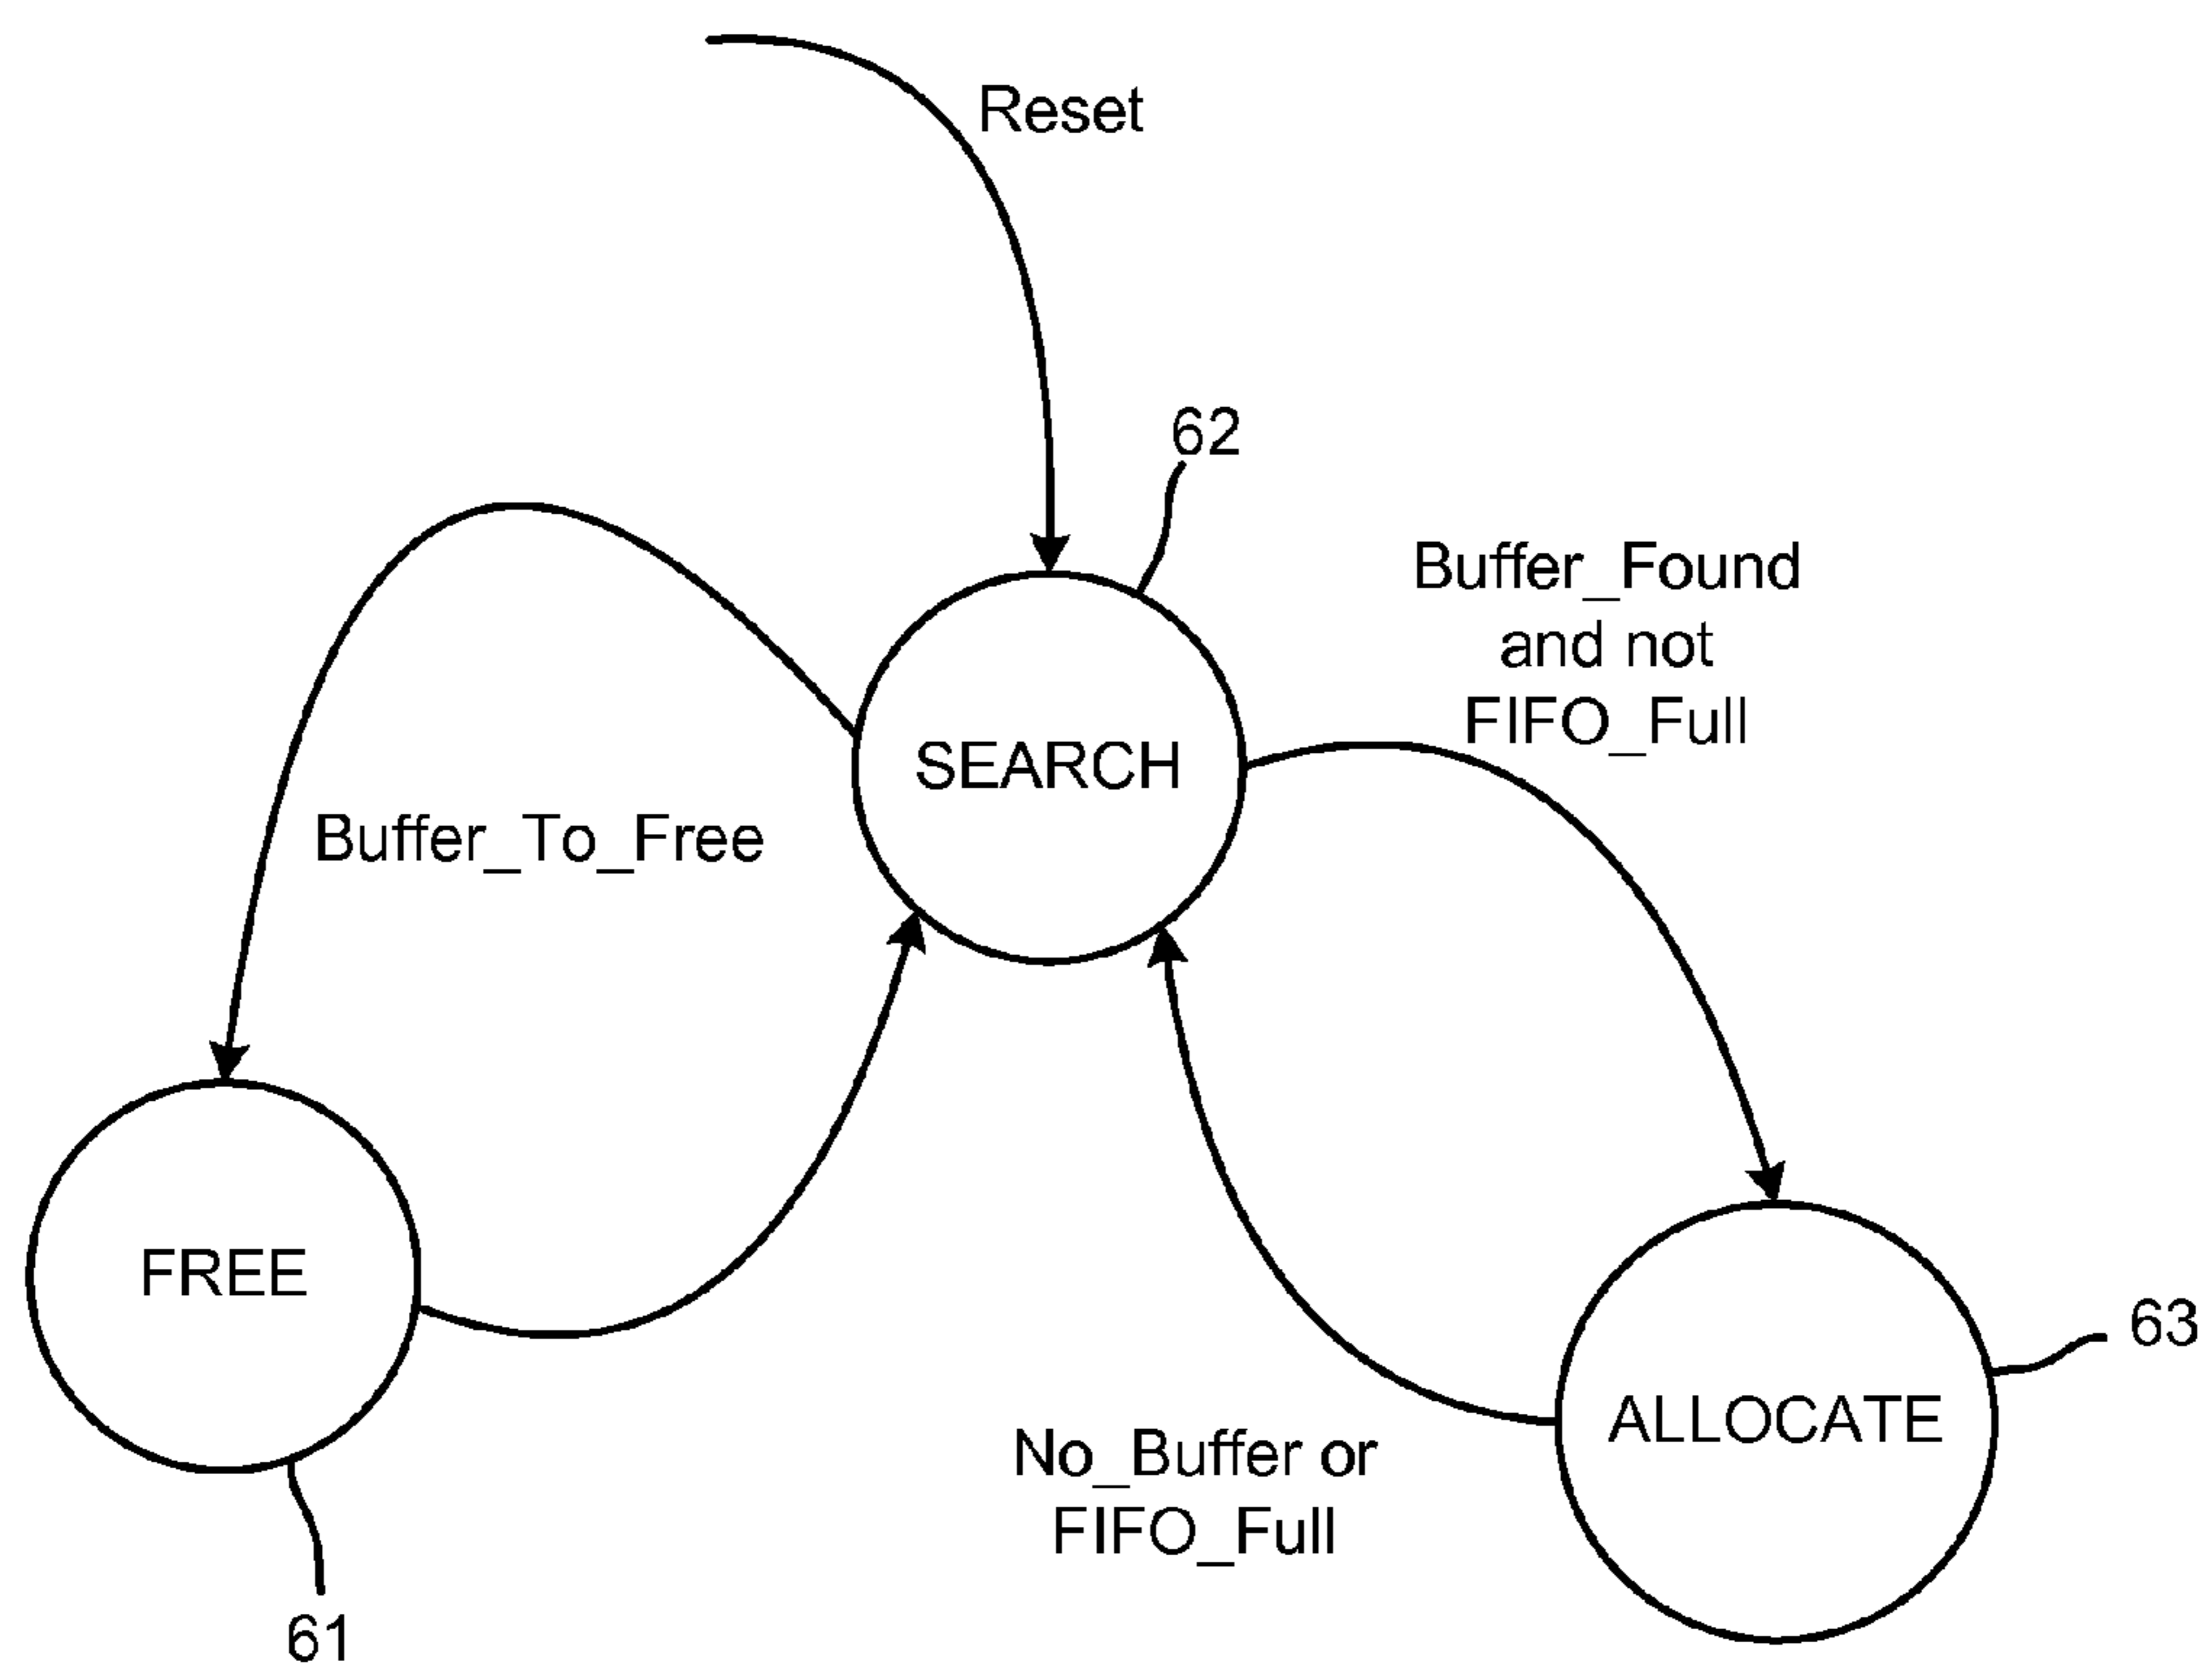 Reset
62
Buffer_Found
and not
FIFO_Full
SEARCH
Buffer_To_Free
FREE
63
ALLOCATE
No_Buffer or
FIFO_Full
61